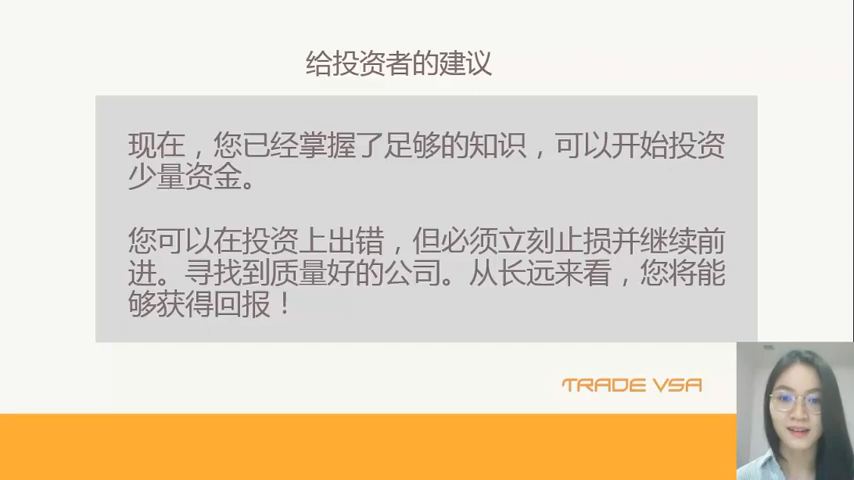 给投资者的建议
现在，您已经掌握了足够的知识，可以开始投资
少量资金。
您可以在投资上出错，但必须立刻止损并继续前
进。寻找到质量好的公司。从长远来看，您将能
够获得回报！
TRADE VSA